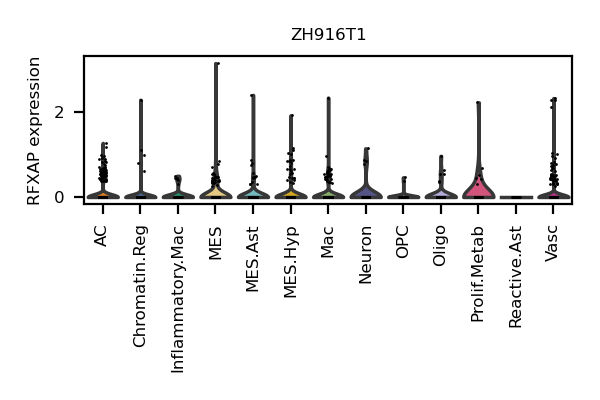 ZH916T1
RFXAP expression
2
0
AC
Chromatin.Reg
Inflammatory.Mac
MES
MES.Ast
MES.Hyp
Mac
Neuron
OPC
Oligo
Prolif.Metab
Reactive.Ast
Vasc